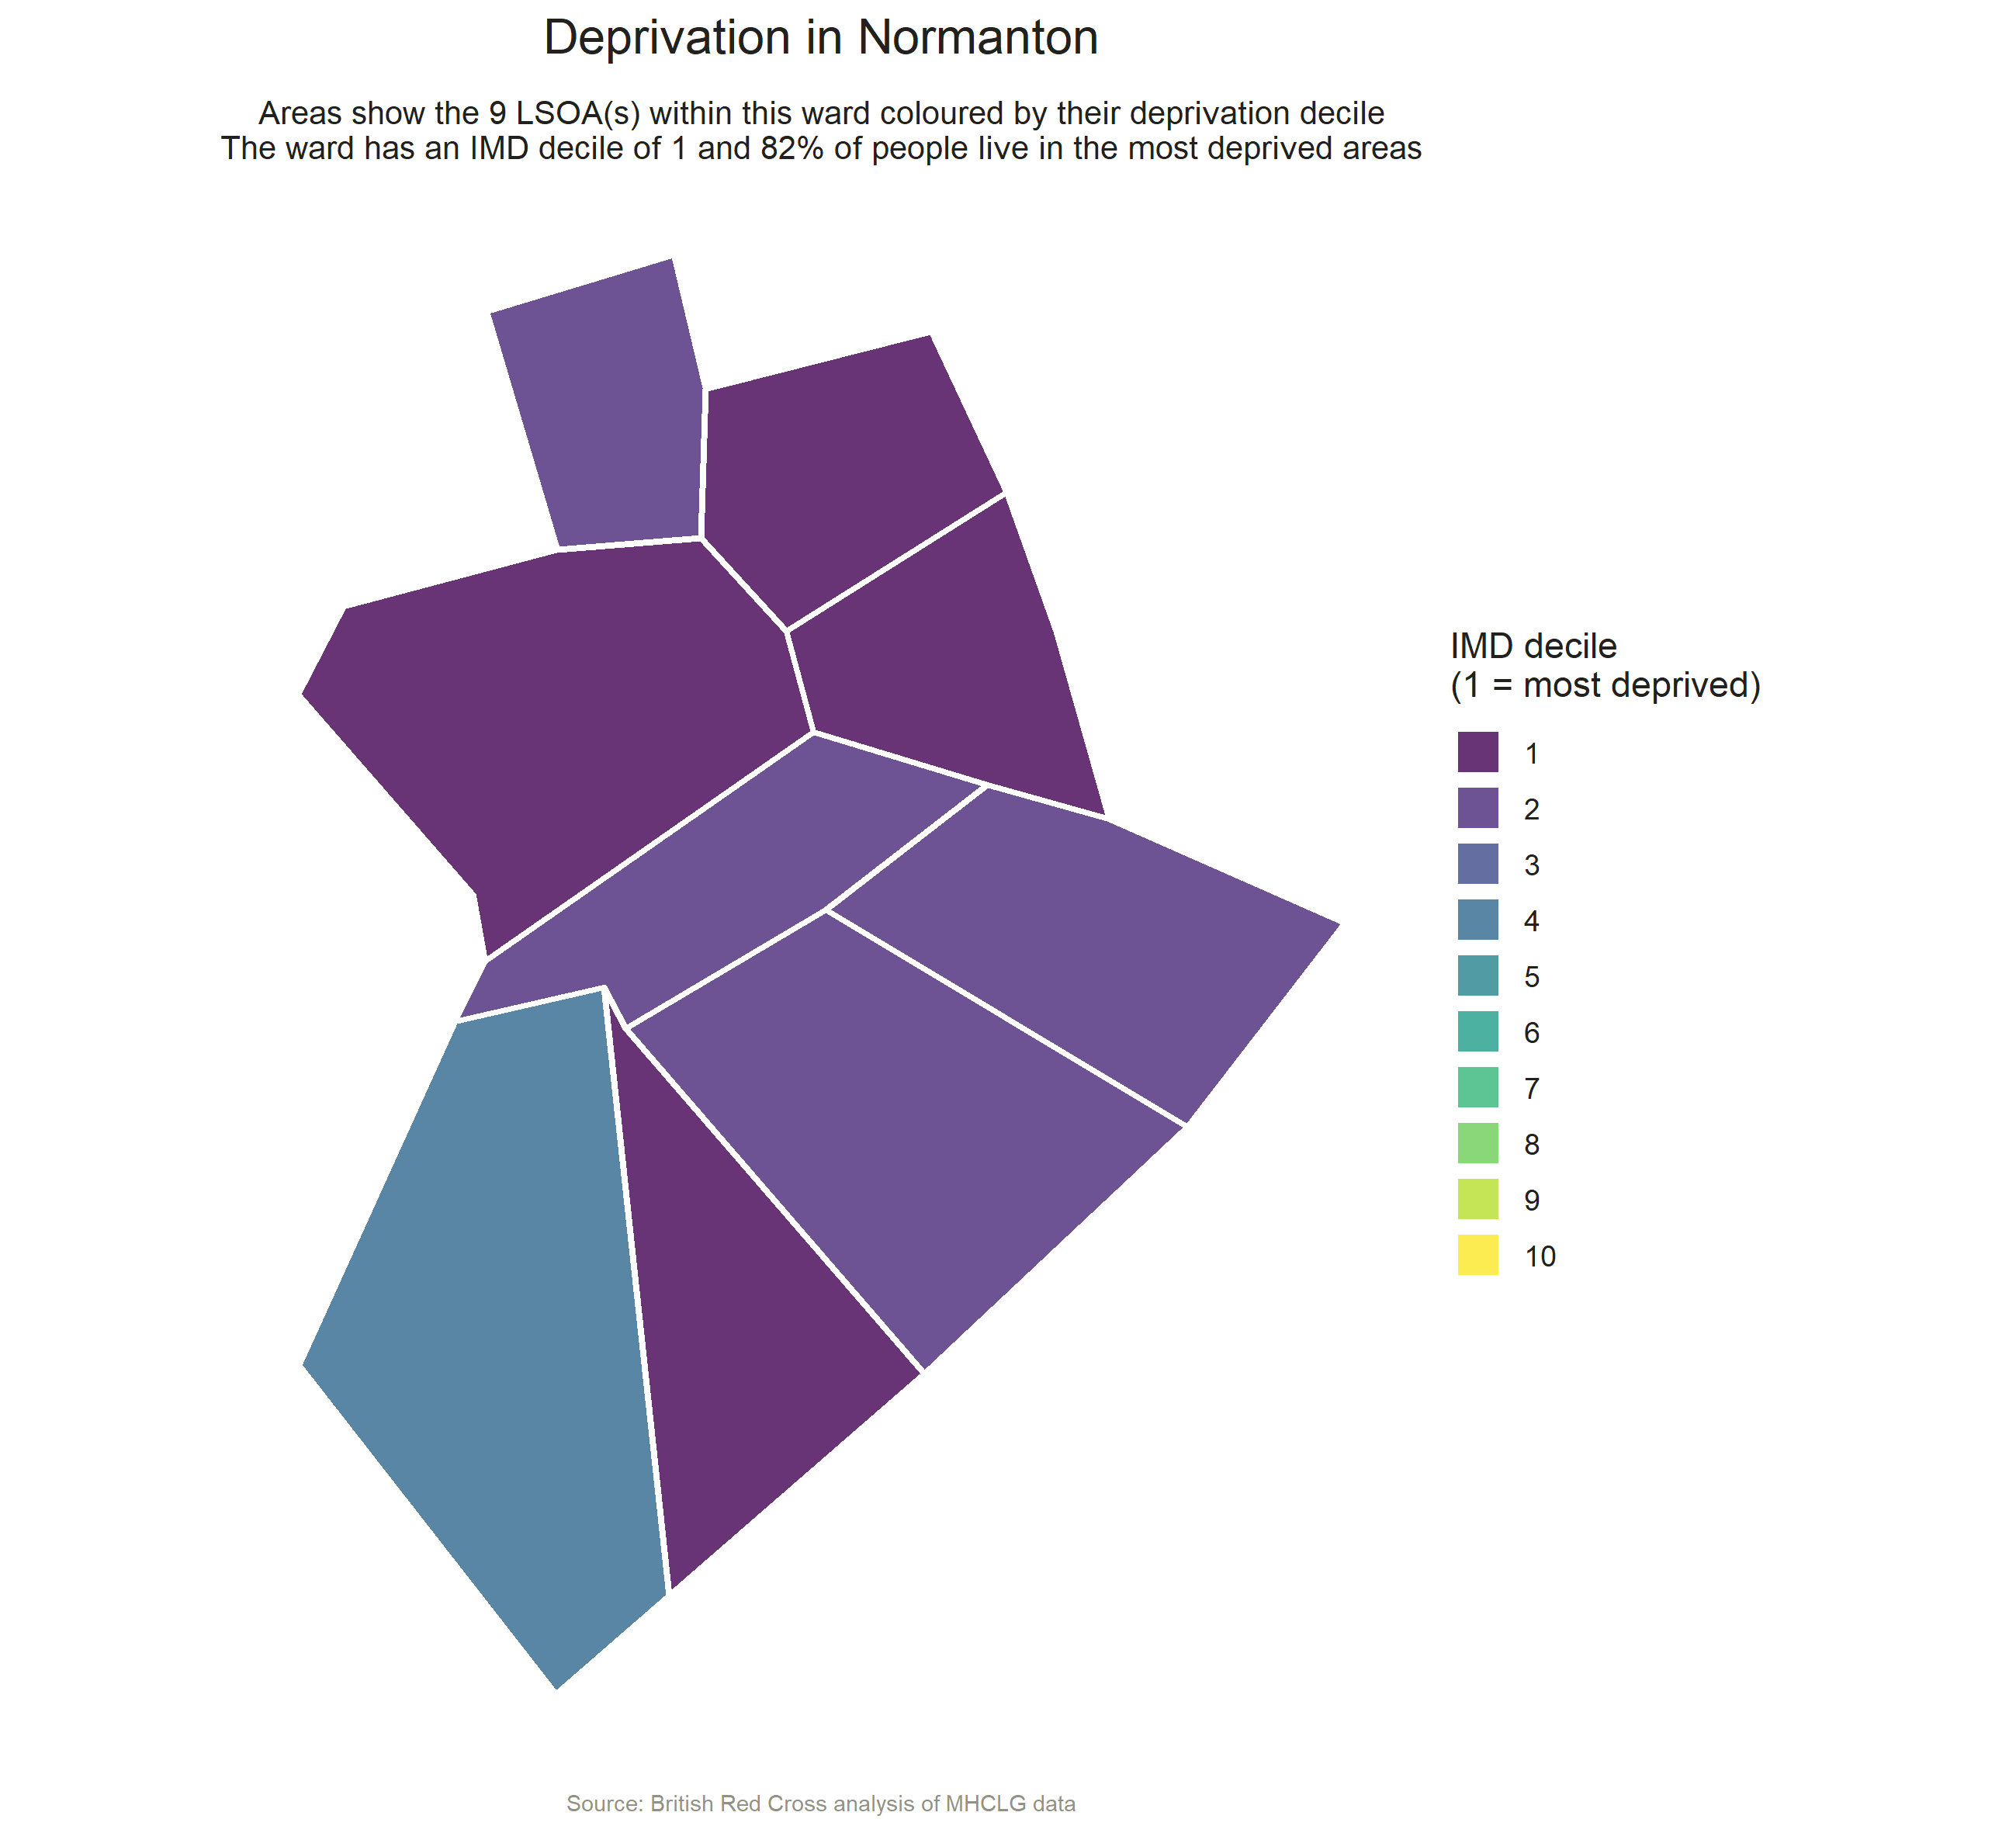 Deprivation in Normanton
Areas show the 9 LSOA(s) within this ward coloured by their deprivation decile
The ward has an IMD decile of 1 and 82% of people live in the most deprived areas
IMD decile
(1 = most deprived)
1
2
3
4
5
6
7
8
9
10
Source: British Red Cross analysis of MHCLG data